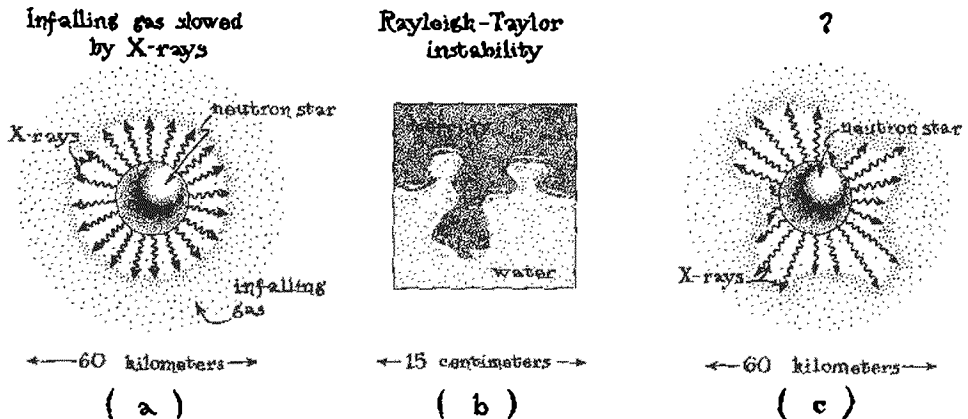 Infalling gas slowed
by X-rays
neutron star
X-rays
infalling
gas
60 kilometers
( a )
Rayleigh-Taylor
instability
water
15 centimeters
( b )
?
neutron star
X-rays
60 kilometers
( c )